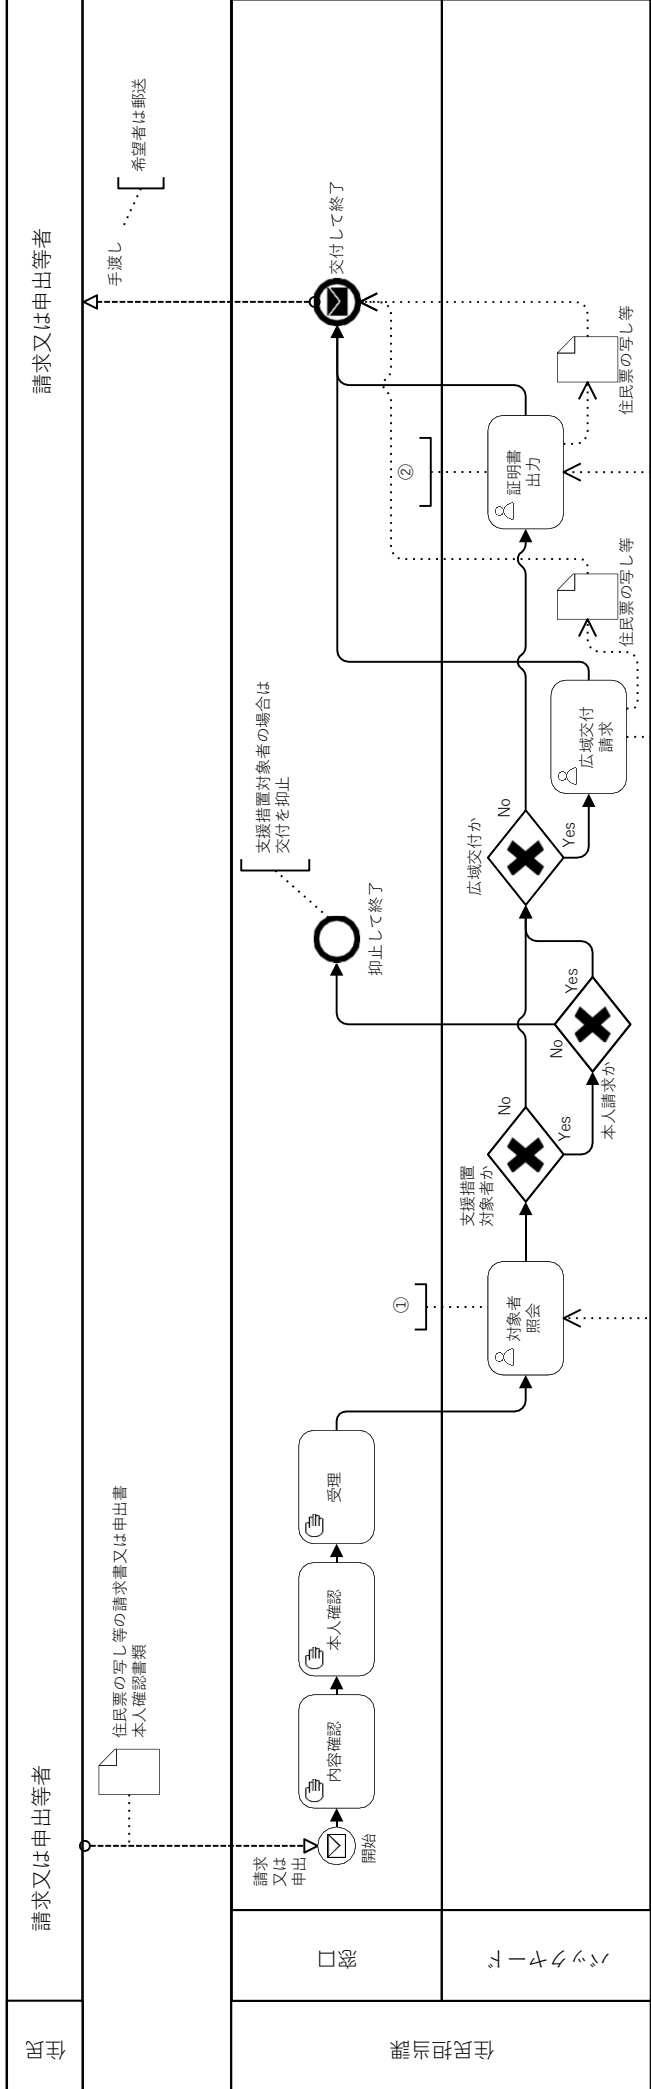 住民
請求又は申出等者
請求又は申出等者
住民票の写し等の請求書又は申出書
本人確認書類
手渡し
希望者は郵送
住民担当課
窓口
請求
又は
申出
開始
内容確認
本人確認
受理
支援措置対象者の場合は
交付を抑止
抑止して終了
交付して終了
バックヤード
①
対象者
照会
支援措置
対象者か
No
Yes
本人請求か
No
Yes
広域交付か
No
Yes
広域交付
請求
住民票の写し等
②
証明書
出力
住民票の写し等